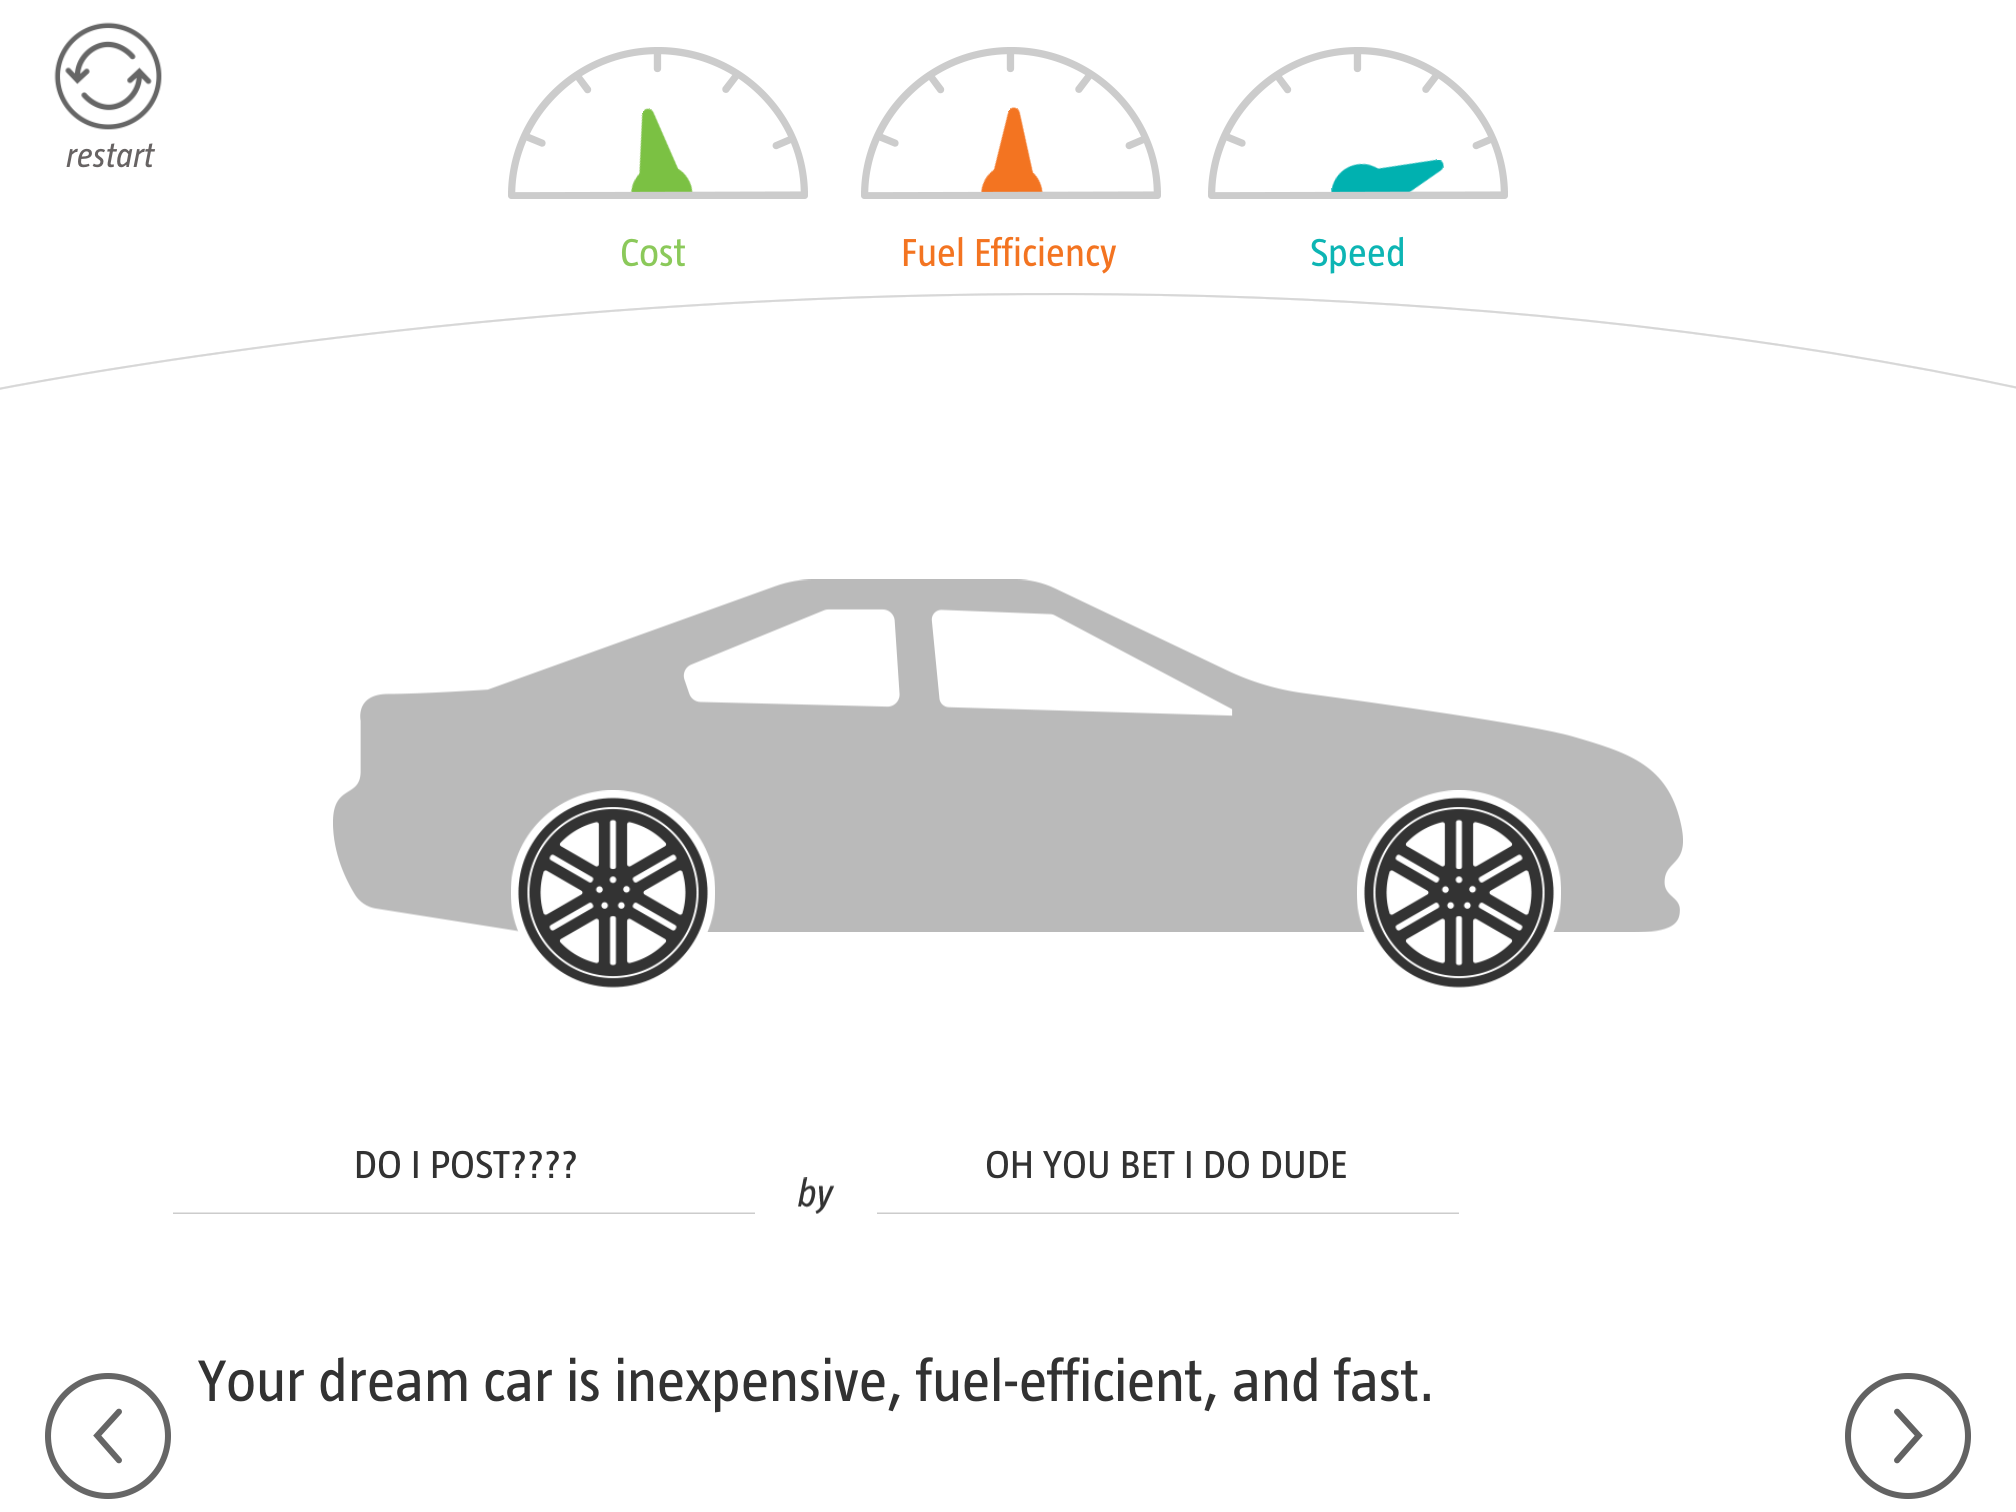 restart
Cost
Fuel Efficiency
Speed
DO I POST????
by
OH YOU BET I DO DUDE
Your dream car is inexpensive, fuel-efficient, and fast.